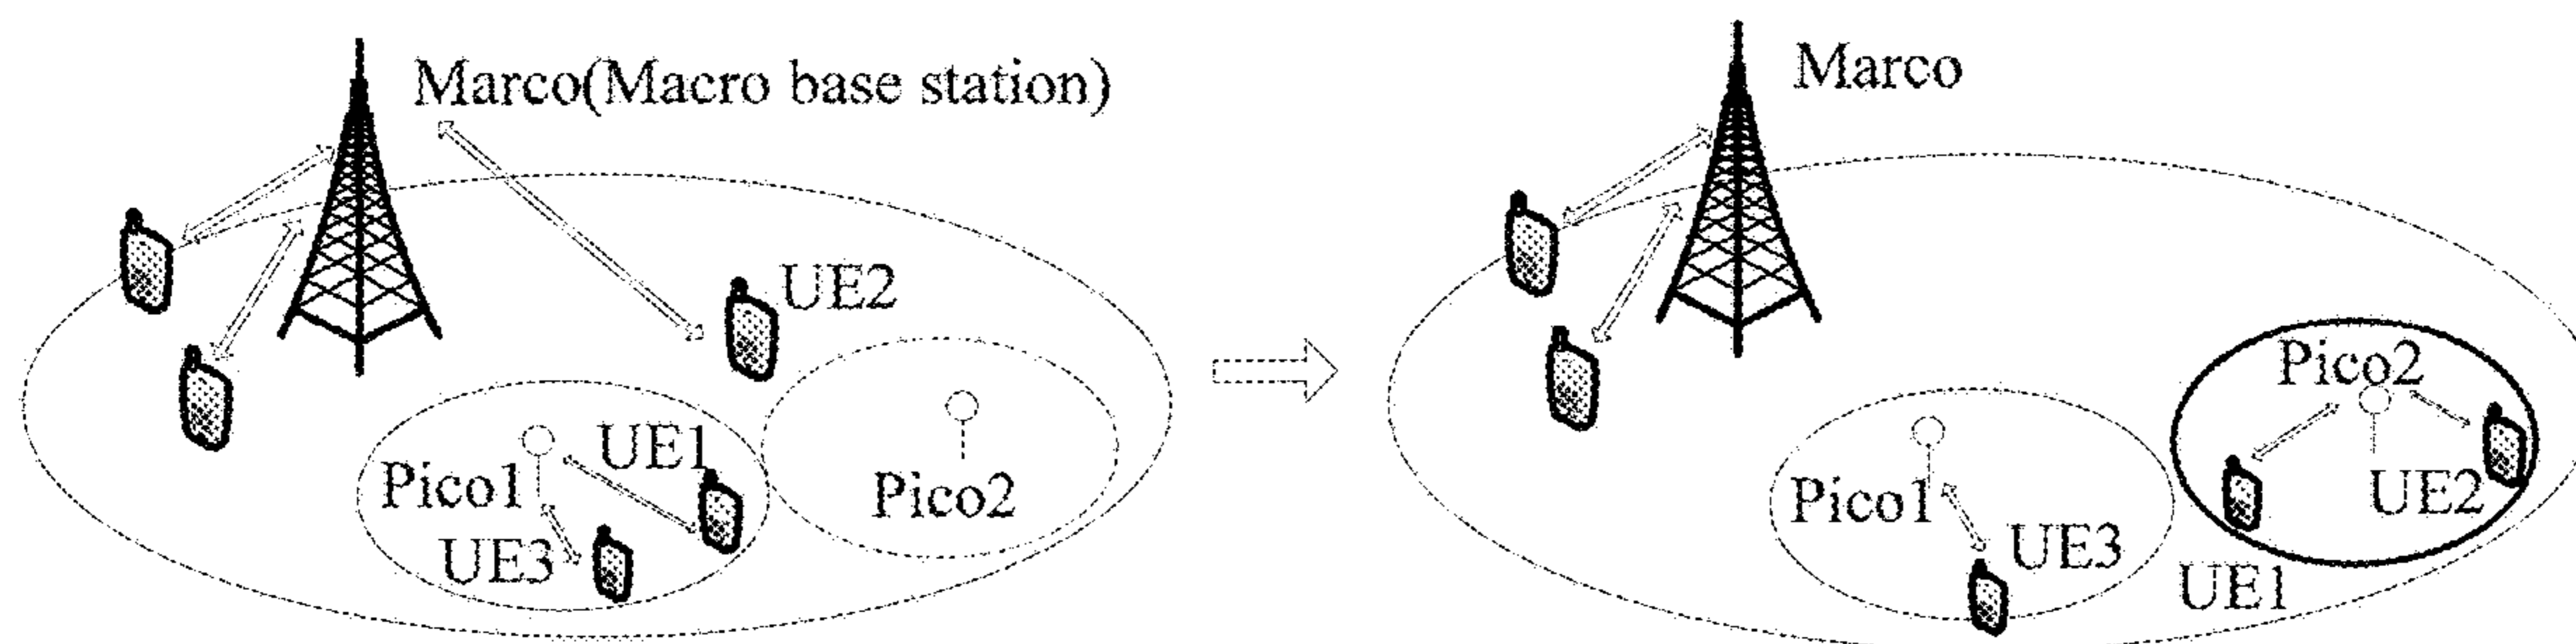 Marco(Macro base station)
UE2
UE1
Pico1
Pico2
UE3
Marco
Pico2
Pico1
UE2
UE3
UE1